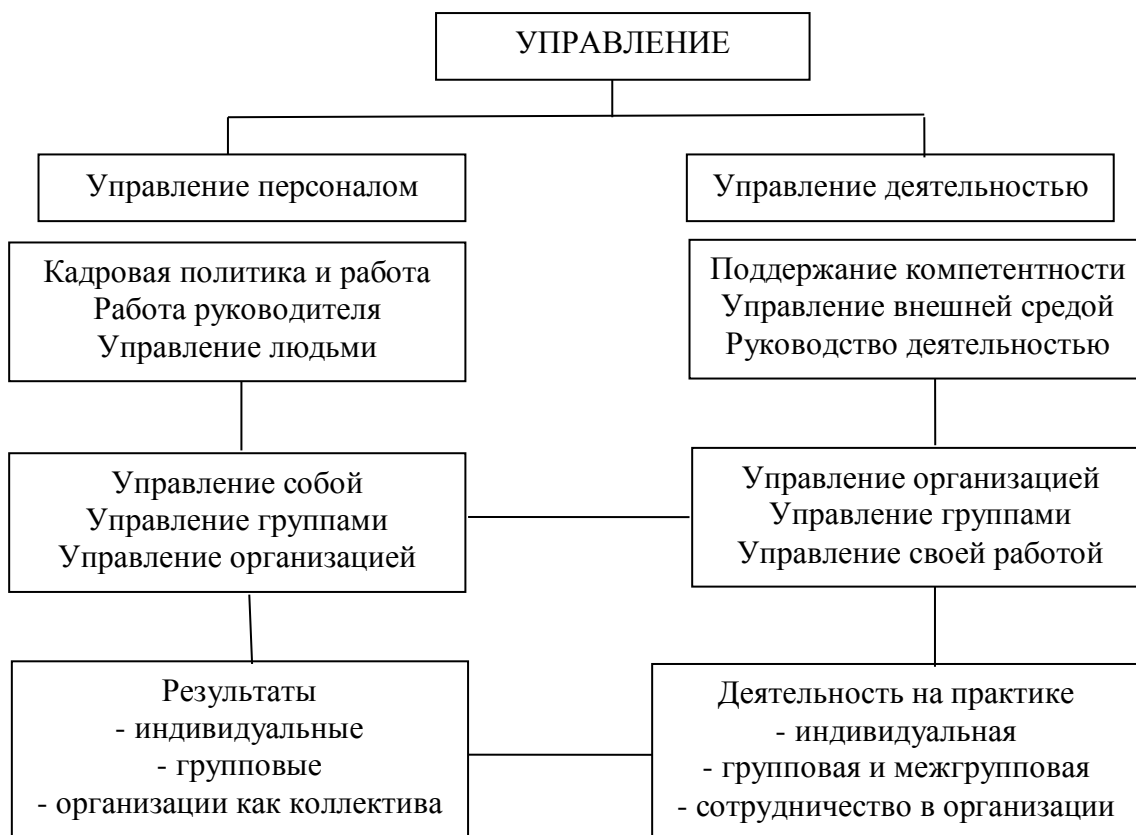 УПРАВЛЕНИЕ
Управление персоналом
Управление деятельностью
Кадровая политика и работа
Работа руководителя
Управление людьми
Поддержание компетентности
Управление внешней средой
Руководство деятельностью
Управление собой
Управление группами
Управление организацией
Управление организацией
Управление группами
Управление своей работой
Результаты
- индивидуальные
- групповые
- организации как коллектива
Деятельность на практике
- индивидуальная
- групповая и межгрупповая
- сотрудничество в организации